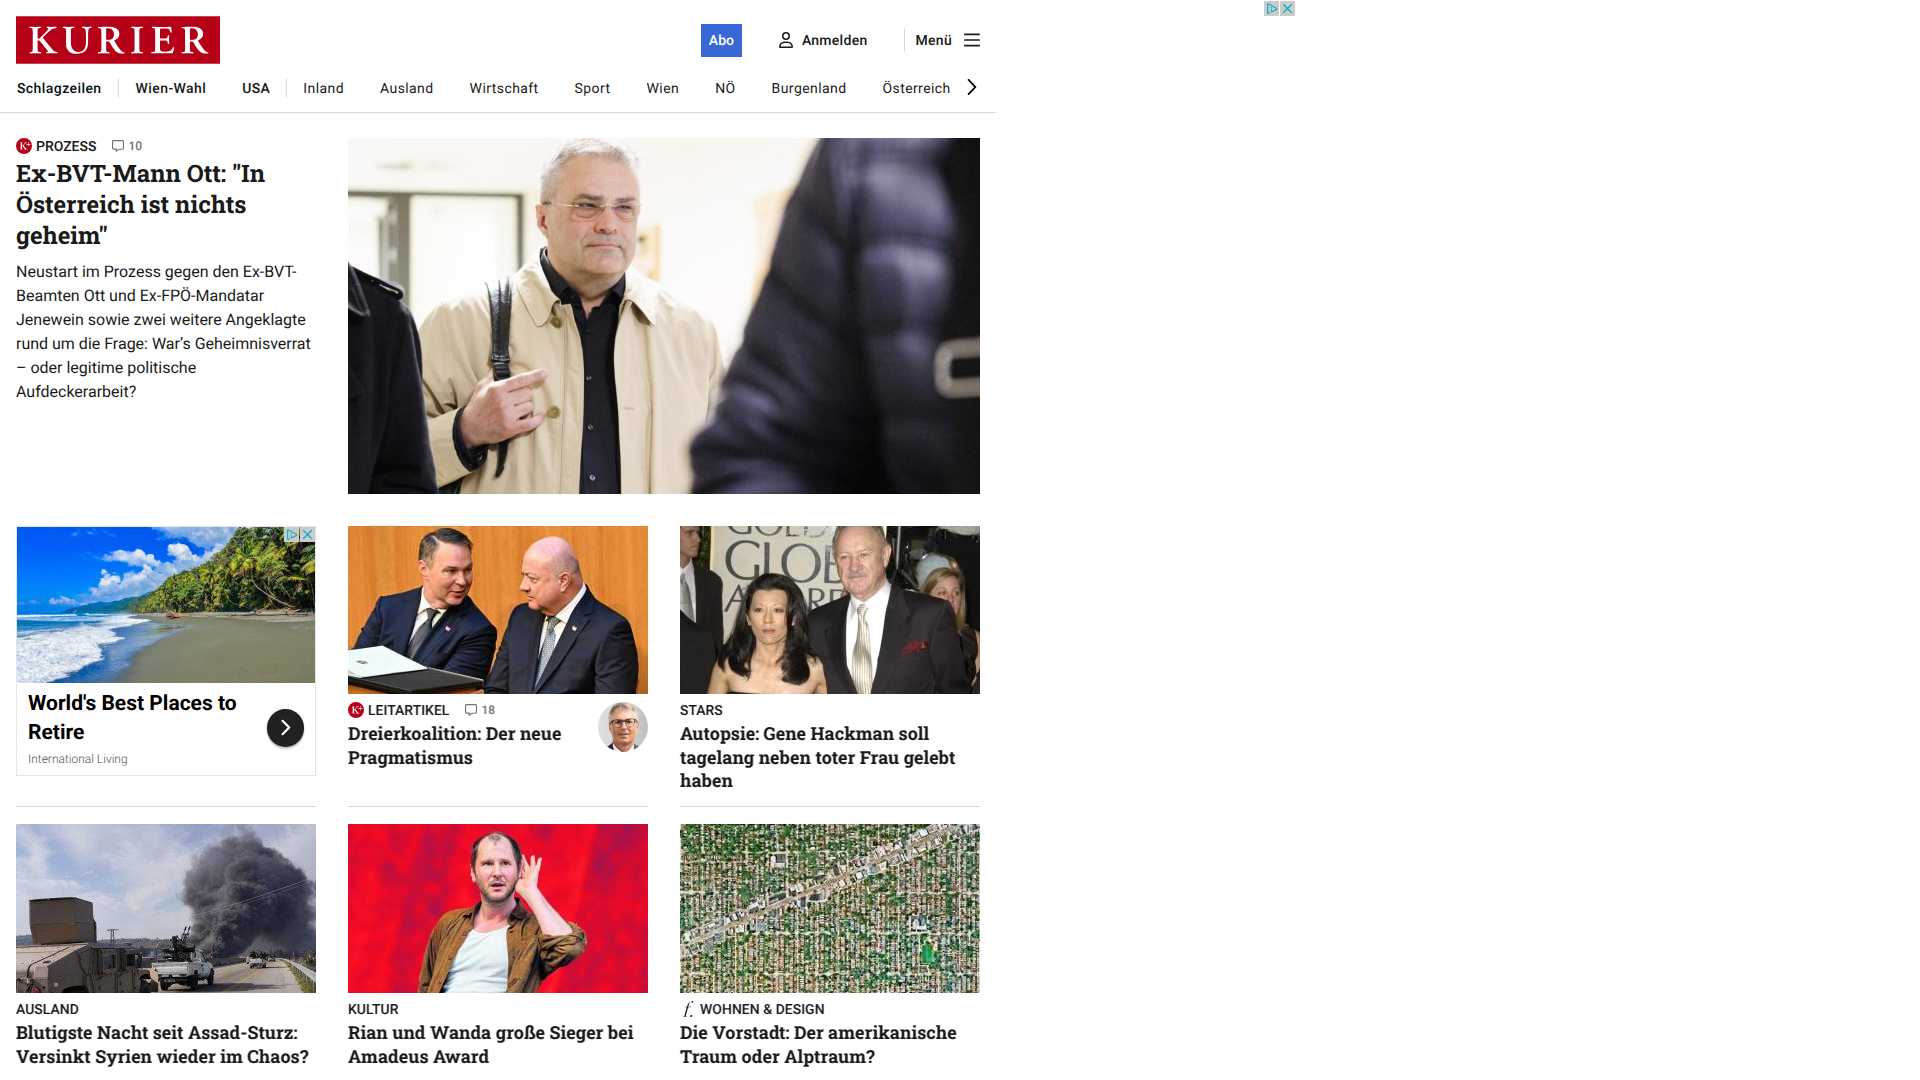 KURIER
Abo
Anmelden
Menü
Schlagzeilen
Wien-Wahl
USA
Inland
Ausland
Wirtschaft
Sport
Wien
NÖ
Burgenland
Österreich
K+ PROZESS 10
Ex-BVT-Mann Ott: "In
Österreich ist nichts
geheim"
Neustart im Prozess gegen den Ex-BVT-
Beamten Ott und Ex-FPÖ-Mandatar
Jenewein sowie zwei weitere Angeklagte
rund um die Frage: War’s Geheimnisverrat
– oder legitime politische
Aufdeckerarbeit?
World's Best Places to
Retire
International Living
K+ LEITARTIKEL 18
Dreierkoalition: Der neue
Pragmatismus
GLOBE
STARS
Autopsie: Gene Hackman soll
tagelang neben toter Frau gelebt
haben
AUSLAND
Blutigste Nacht seit Assad-Sturz:
Versinkt Syrien wieder im Chaos?
KULTUR
Rian und Wanda große Sieger bei
Amadeus Award
f. WOHNEN & DESIGN
Die Vorstadt: Der amerikanische
Traum oder Alptraum?